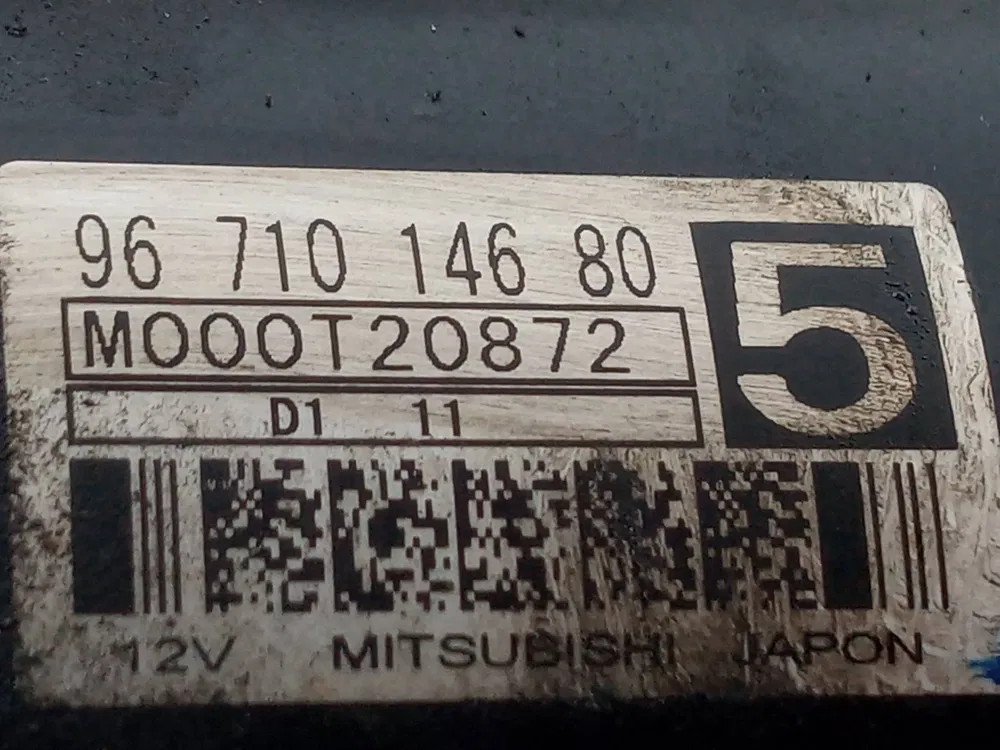 96 710 146 80
5
M000T20872
D1 11
12V MITSUBISHI JAPON